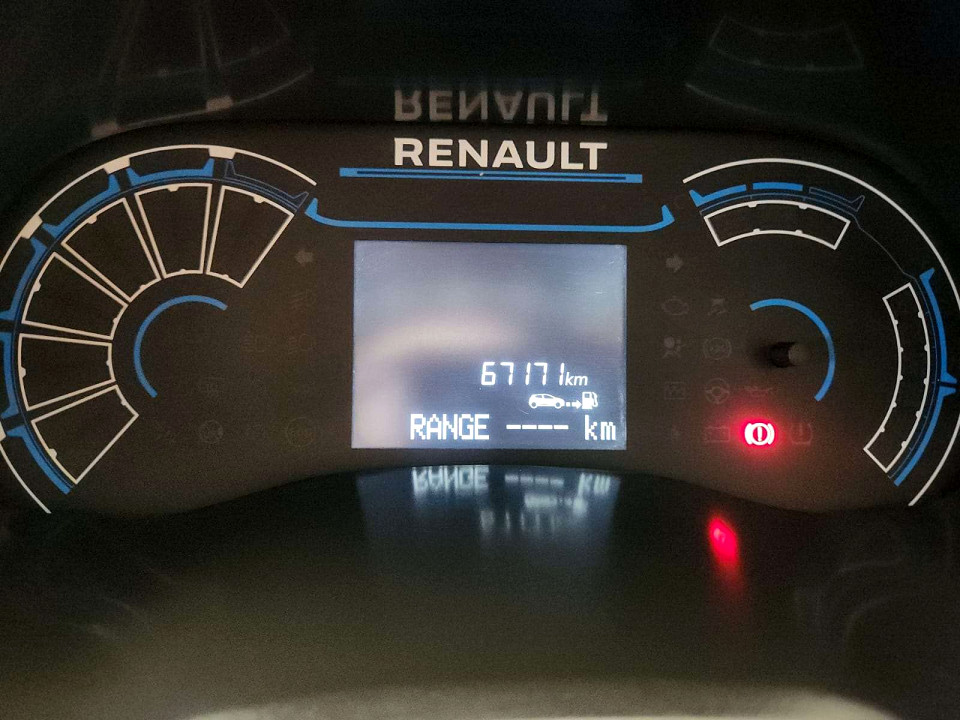 RENAULT
67171km
RANGE ---- km